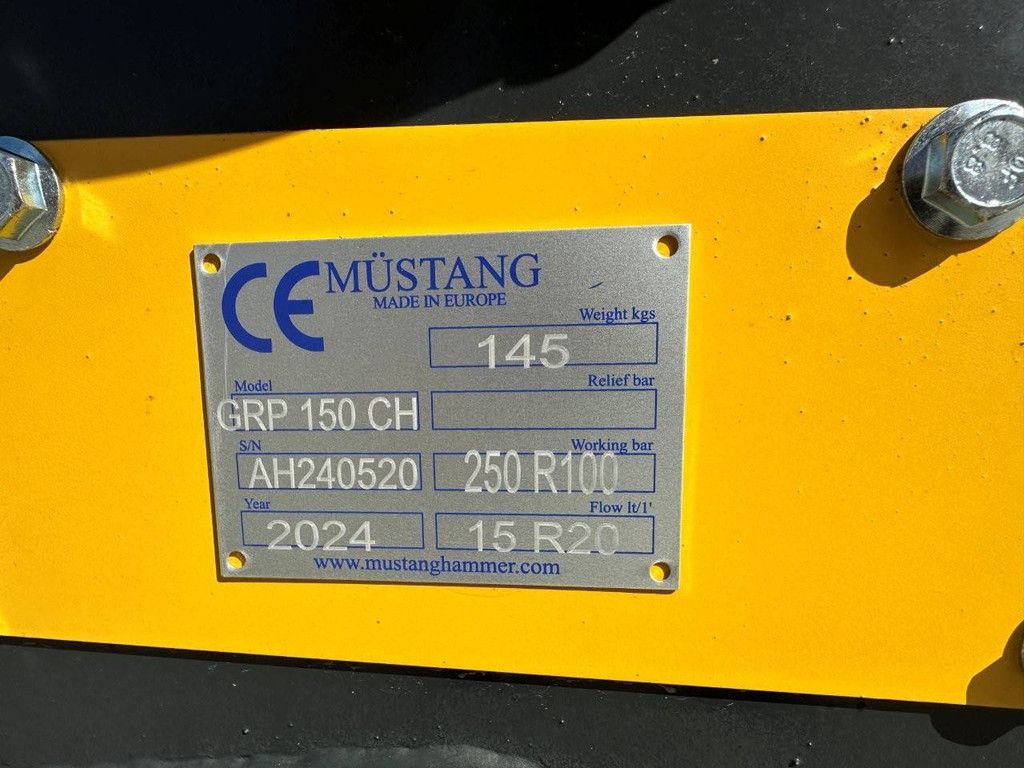 CE MÜSTANG
MADE IN EUROPE
Weight kgs
145
Model
Relief bar
GRP 150 CH
S/N
Working bar
AH240520
250 R100
Year
Flow lt/1'
2024
15 R20
www.mustanghammer.com